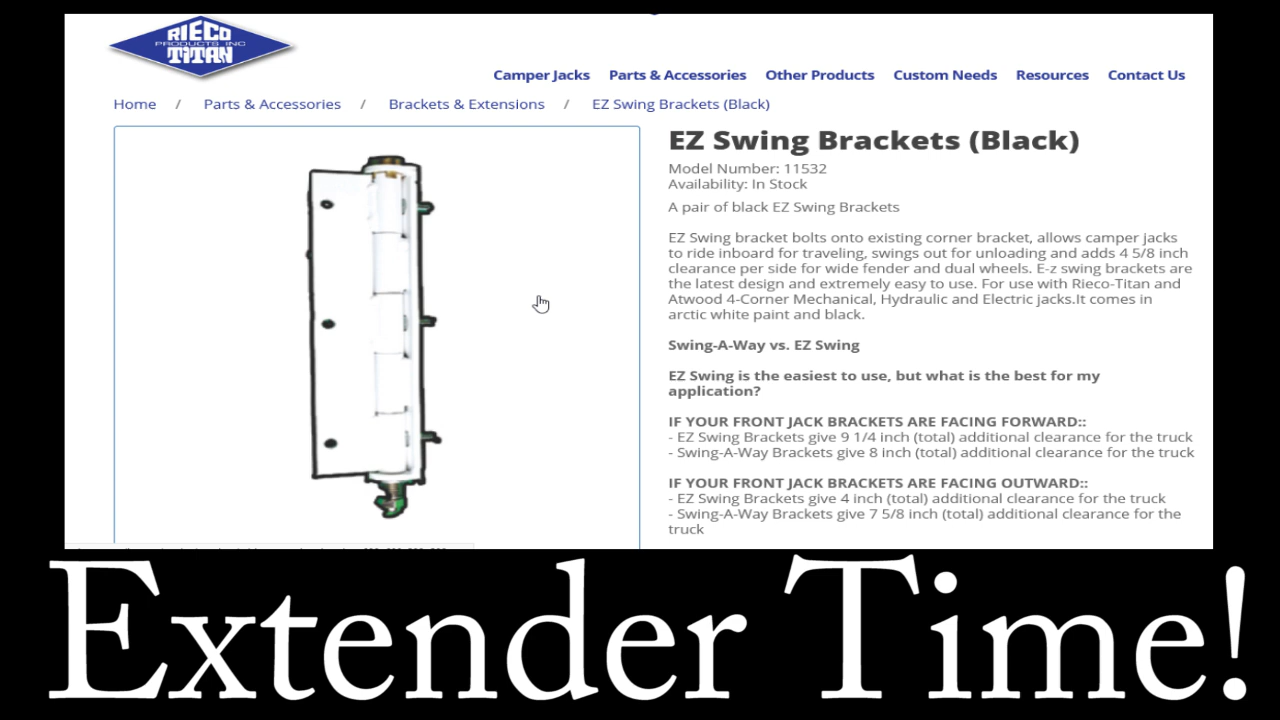 RIECO
PRODUCTS INC
TITAN
Camper Jacks Parts & Accessories Other Products Custom Needs Resources Contact Us
Home / Parts & Accessories / Brackets & Extensions / EZ Swing Brackets (Black)
EZ Swing Brackets (Black)
Model Number: 11532
Availability: In Stock
A pair of black EZ Swing Brackets
EZ Swing bracket bolts onto existing corner bracket, allows camper jacks
to ride inboard for traveling, swings out for unloading and adds 4 5/8 inch
clearance per side for wide fender and dual wheels. E-z swing brackets are
the latest design and extremely easy to use. For use with Rieco-Titan and
Atwood 4-Corner Mechanical, Hydraulic and Electric jacks.It comes in
arctic white paint and black.
Swing-A-Way vs. EZ Swing
EZ Swing is the easiest to use, but what is the best for my
application?
IF YOUR FRONT JACK BRACKETS ARE FACING FORWARD::
- EZ Swing Brackets give 9 1/4 inch (total) additional clearance for the truck
- Swing-A-Way Brackets give 8 inch (total) additional clearance for the truck
IF YOUR FRONT JACK BRACKETS ARE FACING OUTWARD::
- EZ Swing Brackets give 4 inch (total) additional clearance for the truck
- Swing-A-Way Brackets give 7 5/8 inch (total) additional clearance for the
truck
Extender Time!